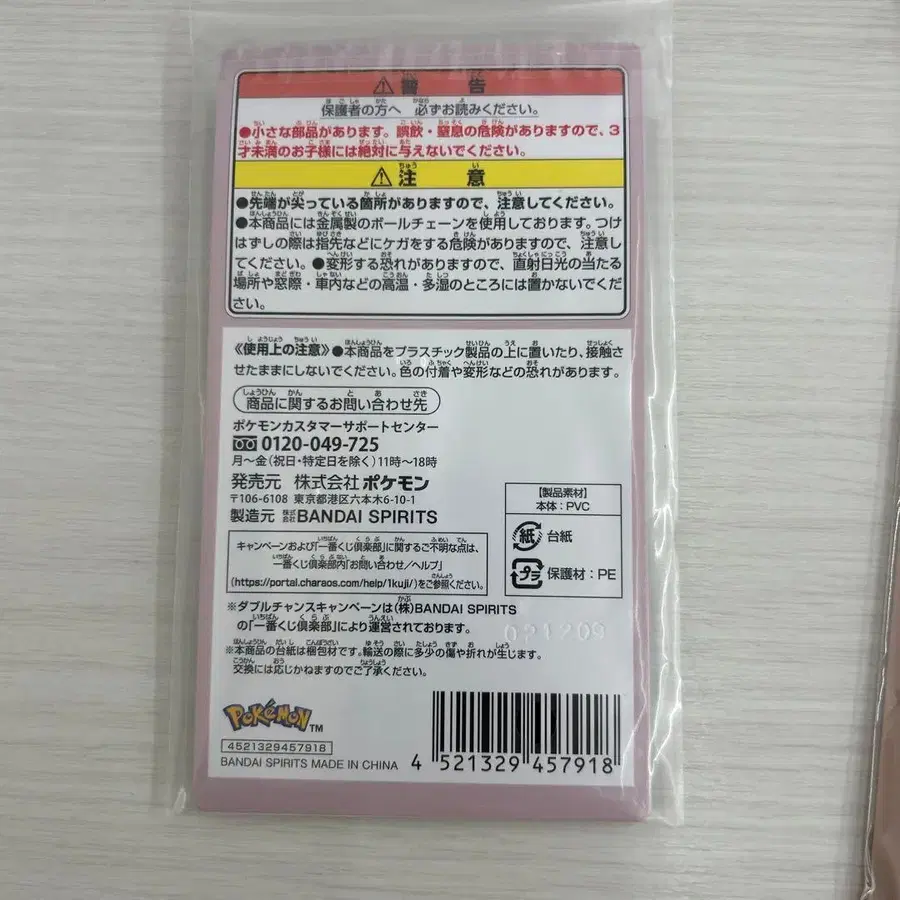 ⚠警 告
保護者の方へ 必ずお読みください。
●小さな部品があります。誤飲・窒息の危険がありますので、3
才未満のお子様には絶対に与えないでください。
⚠注 意
●先端が尖っている箇所がありますので、注意してください。
●本商品には金属製のボールチェーンを使用しております。つけ
はずしの際は指先などにケガをする危険がありますので、注意し
てください。●変形する恐れがありますので、直射日光の当たる
場所や窓際・車内などの高温・多湿のところには置かないでくだ
さい。
《使用上の注意》●本商品をプラスチック製品の上に置いたり、接触さ
せたままにしないでください。色の付着や変形などの恐れがあります。
商品に関するお問い合わせ先
ポケモンカスタマーサポートセンター
0120-049-725
月~金(祝日・特定日を除く)11時~18時
発売元 株式会社ポケモン
〒106-6108 東京都港区六本木6-10-1
製造元 株式会社BANDAI SPIRITS
【製品素材】
本体:PVC
紙 台紙
プラ 保護材:PE
キャンペーンおよび「一番くじ倶楽部」に関するご不明な点は、
一番くじ倶楽部内「お問い合わせ/ヘルプ」
(https://portal.charaos.com/help/1kuji/)をご参照ください。
※ダブルチャンスキャンペーンは(株)BANDAI SPIRITS
の「一番くじ倶楽部」により運営されております。
※本商品の台紙は梱包材です。輸送の際に多少の傷や折れが生じます。
交換には応じかねますのでご了承ください。
POKéMON TM
4521329457918
BANDAI SPIRITS MADE IN CHINA
4 521329 457918